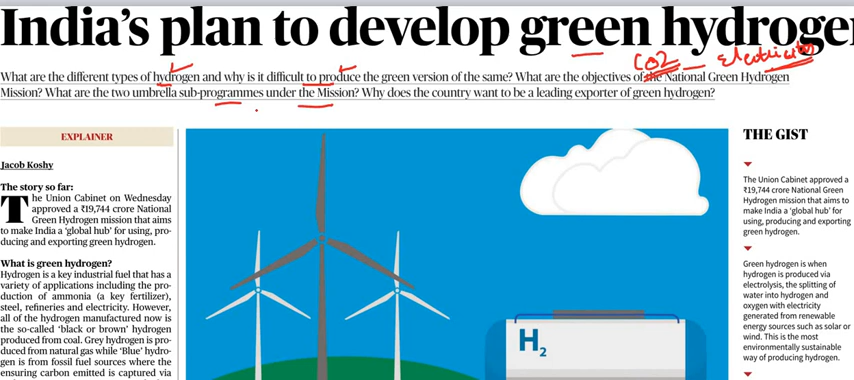 India’s plan to develop green hydroge
CO2 Electricity
What are the different types of hydrogen and why is it difficult to produce the green version of the same? What are the objectives of the National Green Hydrogen
Mission? What are the two umbrella sub-programmes under the Mission? Why does the country want to be a leading exporter of green hydrogen?
EXPLAINER
Jacob Koshy
The story so far:
The Union Cabinet on Wednesday
approved a ₹19,744 crore National
Green Hydrogen mission that aims
to make India a ‘global hub’ for using, pro-
ducing and exporting green hydrogen.
What is green hydrogen?
Hydrogen is a key industrial fuel that has a
variety of applications including the pro-
duction of ammonia (a key fertilizer),
steel, refineries and electricity. However,
all of the hydrogen manufactured now is
the so-called ‘black or brown’ hydrogen
produced from coal. Grey hydrogen is pro-
duced from natural gas while ‘Blue’ hydro-
gen is from fossil fuel sources where the
ensuring carbon emitted is captured via
H2
THE GIST
The Union Cabinet approved a
₹19,744 crore National Green
Hydrogen mission that aims to
make India a ‘global hub’ for
using, producing and exporting
green hydrogen.
Green hydrogen is when
hydrogen is produced via
electrolysis, the splitting of
water into hydrogen and
oxygen with electricity
generated from renewable
energy sources such as solar or
wind. This is the most
environmentally sustainable
way of producing hydrogen.